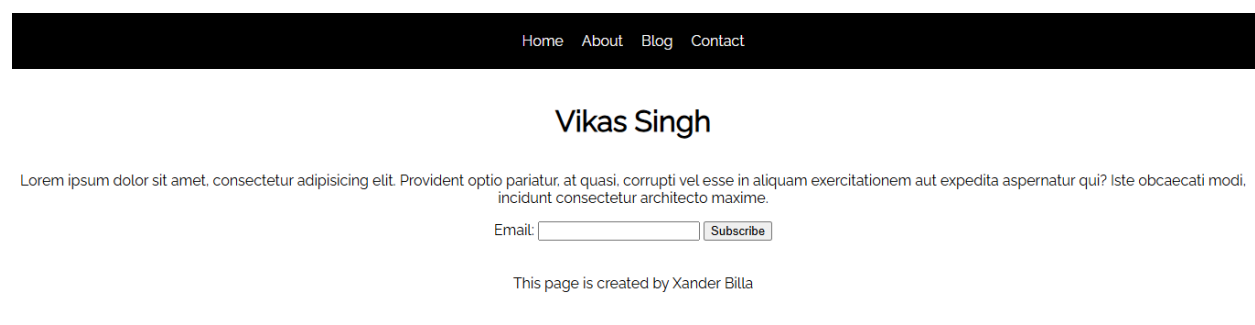 Home About Blog Contact
Vikas Singh
Lorem ipsum dolor sit amet, consectetur adipisicing elit. Provident optio pariatur, at quasi, corrupti vel esse in aliquam exercitationem aut expedita aspernatur qui? Iste obcaecati modi,
incidunt consectetur architecto maxime.
Email: Subscribe
This page is created by Xander Billa